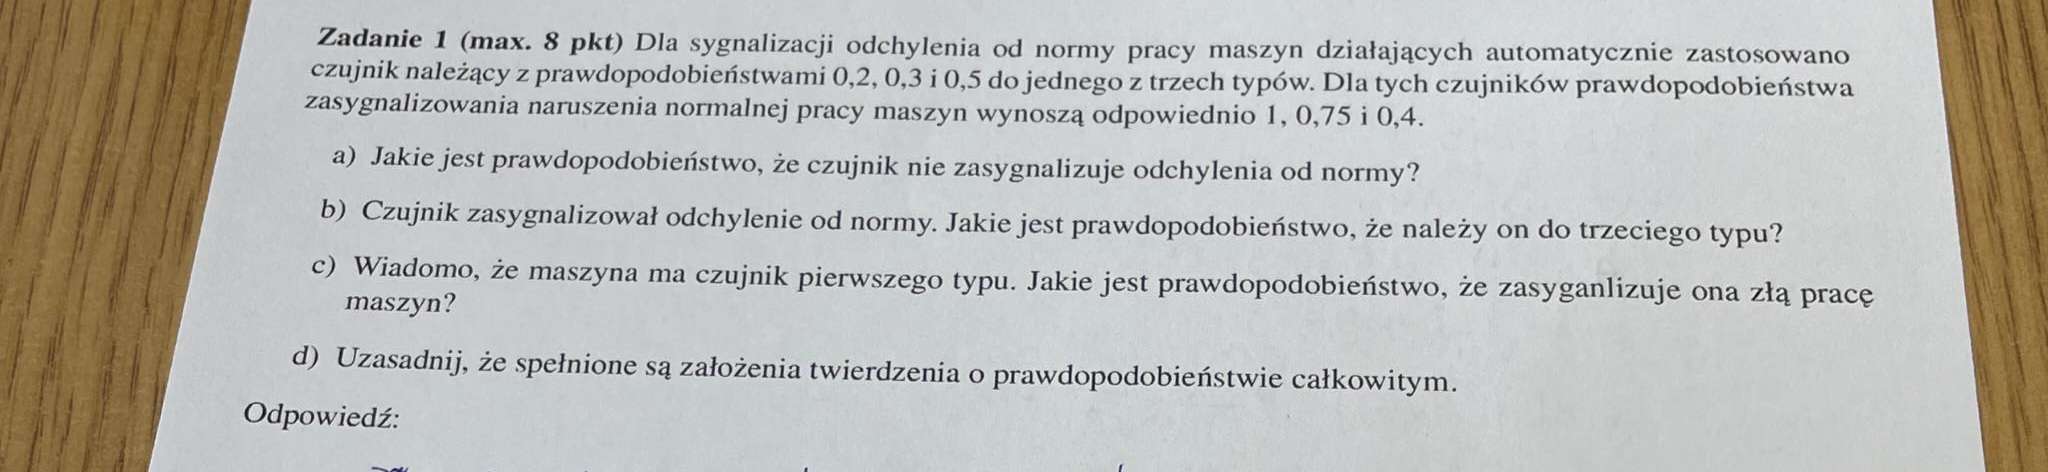 Zadanie 1 (max. 8 pkt) Dla sygnalizacji odchylenia od normy pracy maszyn działających automatycznie zastosowano
czujnik należący z prawdopodobieństwami 0,2, 0,3 i 0,5 do jednego z trzech typów. Dla tych czujników prawdopodobieństwa
zasygnalizowania naruszenia normalnej pracy maszyn wynoszą odpowiednio 1, 0,75 i 0,4.
a) Jakie jest prawdopodobieństwo, że czujnik nie zasygnalizuje odchylenia od normy?
b) Czujnik zasygnalizował odchylenie od normy. Jakie jest prawdopodobieństwo, że należy on do trzeciego typu?
c) Wiadomo, że maszyna ma czujnik pierwszego typu. Jakie jest prawdopodobieństwo, że zasyganlizuje ona złą pracę
maszyn?
d) Uzasadnij, że spełnione są założenia twierdzenia o prawdopodobieństwie całkowitym.
Odpowiedź: